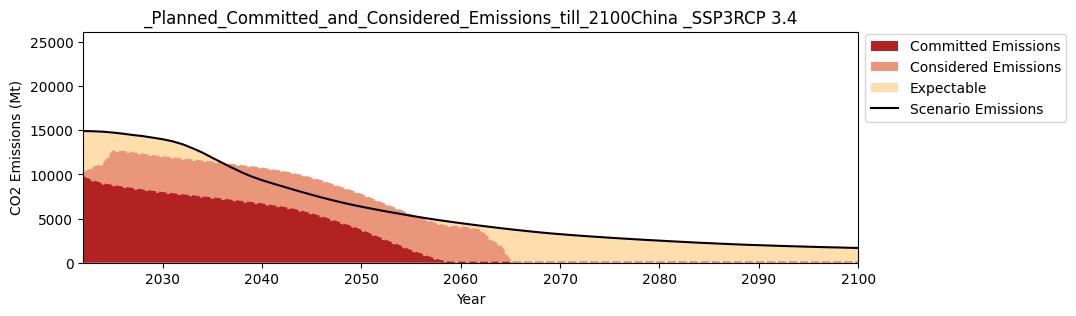 _Planned_Committed_and_Considered_Emissions_till_2100China _SSP3RCP 3.4
25000
20000
15000
10000
5000
0
CO2 Emissions (Mt)
2030 2040 2050 2060 2070 2080 2090 2100
Year
Committed Emissions
Considered Emissions
Expectable
Scenario Emissions